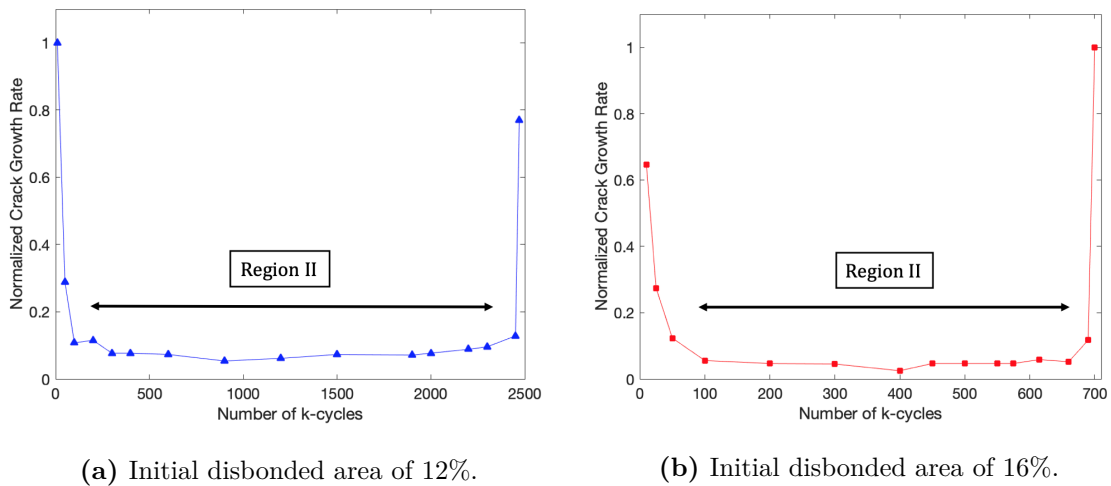 1
0.8
0.6
0.4
0.2
0
Normalized Crack Growth Rate
Region II
0 500 1000 1500 2000 2500
Number of k-cycles
(a) Initial disbonded area of 12%.
1
0.8
0.6
0.4
0.2
0
Normalized Crack Growth Rate
Region II
0 100 200 300 400 500 600 700
Number of k-cycles
(b) Initial disbonded area of 16%.